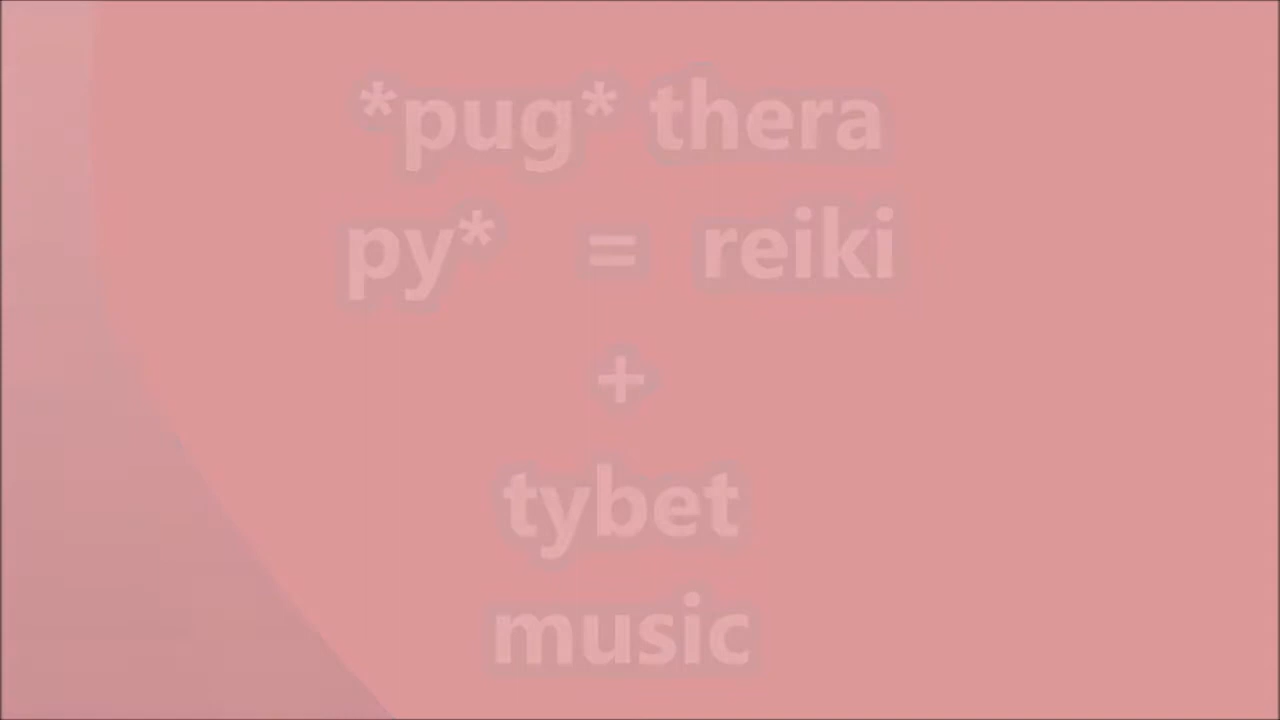 *pug* thera
py* = reiki
+
tybet
music